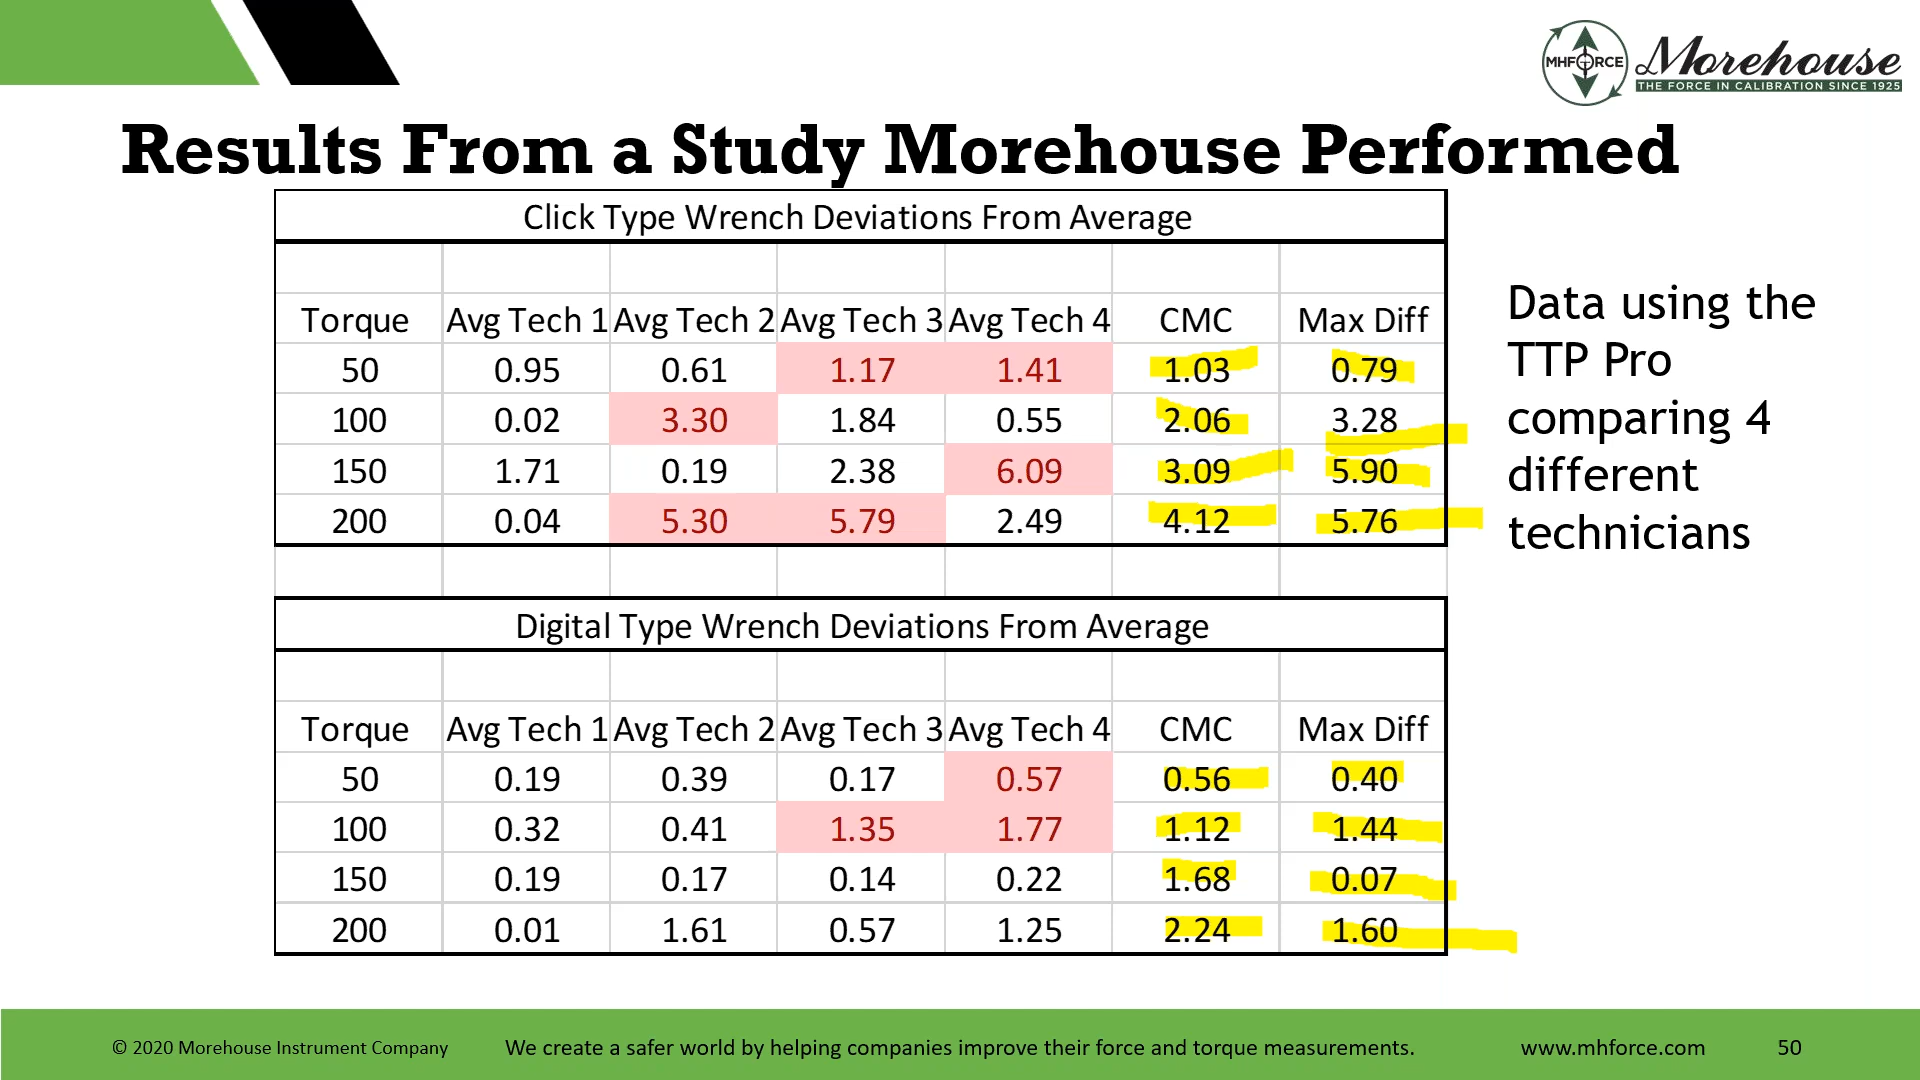 MHFORCE
Morehouse
THE FORCE IN CALIBRATION SINCE 1925
Results From a Study Morehouse Performed
Click Type Wrench Deviations From Average
Torque Avg Tech 1 Avg Tech 2 Avg Tech 3 Avg Tech 4 CMC Max Diff
50 0.95 0.61 1.17 1.41 1.03 0.79
100 0.02 3.30 1.84 0.55 2.06 3.28
150 1.71 0.19 2.38 6.09 3.09 5.90
200 0.04 5.30 5.79 2.49 4.12 5.76
Digital Type Wrench Deviations From Average
Torque Avg Tech 1 Avg Tech 2 Avg Tech 3 Avg Tech 4 CMC Max Diff
50 0.19 0.39 0.17 0.57 0.56 0.40
100 0.32 0.41 1.35 1.77 1.12 1.44
150 0.19 0.17 0.14 0.22 1.68 0.07
200 0.01 1.61 0.57 1.25 2.24 1.60
Data using the
TTP Pro
comparing 4
different
technicians
© 2020 Morehouse Instrument Company We create a safer world by helping companies improve their force and torque measurements. www.mhforce.com 50